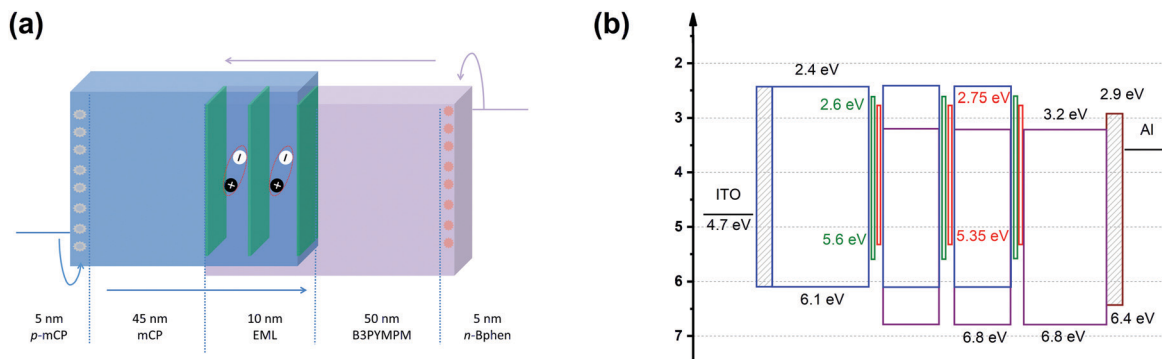 (a)
5 nm
p-mCP
45 nm
mCP
10 nm
EML
50 nm
B3PYMPM
5 nm
n-Bphen
(b)
2
3
4
5
6
7
ITO
4.7 eV
2.4 eV
6.1 eV
2.6 eV
5.6 eV
2.75 eV
5.35 eV
6.8 eV
3.2 eV
6.8 eV
2.9 eV
6.4 eV
Al